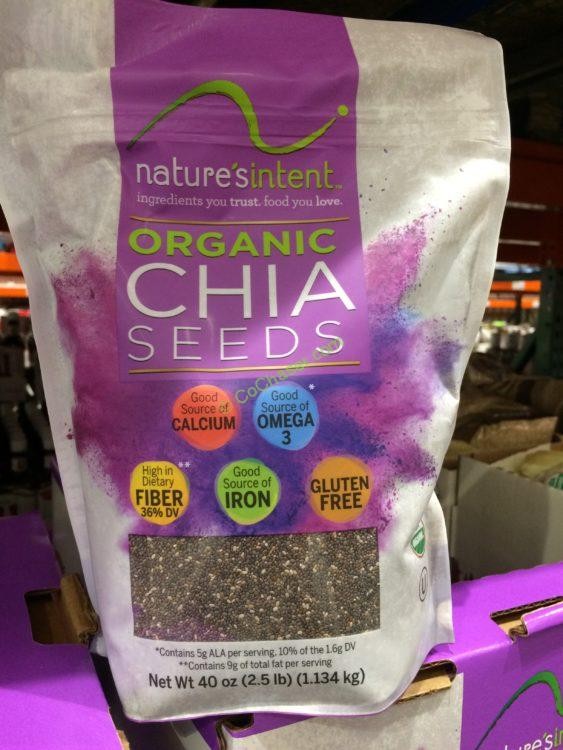 nature'sintent™
ingredients you trust. food you love.
ORGANIC
CHIA
SEEDS
CoChaser.com
Good
Source of
CALCIUM
*
Good
Source of
OMEGA
3
**
High in
Dietary
FIBER
36% DV
Good
Source of
IRON
GLUTEN
FREE
*Contains 5g ALA per serving. 10% of the 1.6g DV
**Contains 9g of total fat per serving
Net Wt 40 oz (2.5 lb) (1.134 kg)
U